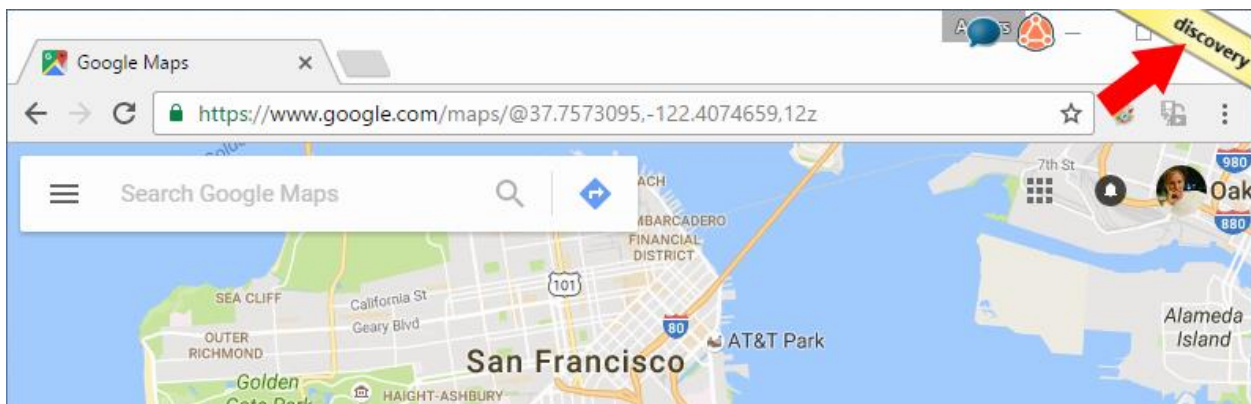 discovery
Google Maps
https://www.google.com/maps/@37.7573095,-122.4074659,12z
Search Google Maps
7th St
980
Oak
880
ACH
MBARCADERO
FINANCIAL
DISTRICT
101
SEA CLIFF
California St
Geary Blvd
80
AT&T Park
Alameda
Island
OUTER
RICHMOND
San Francisco
Golden
HAIGHT-ASHBURY